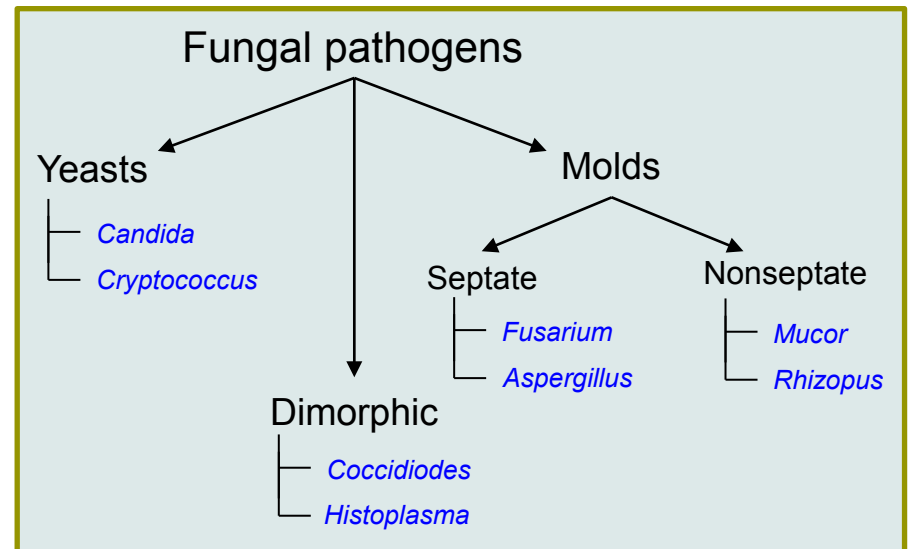 Fungal pathogens
Yeasts
Candida
Cryptococcus
Molds
Septate
Fusarium
Aspergillus
Nonseptate
Mucor
Rhizopus
Dimorphic
Coccidiodes
Histoplasma